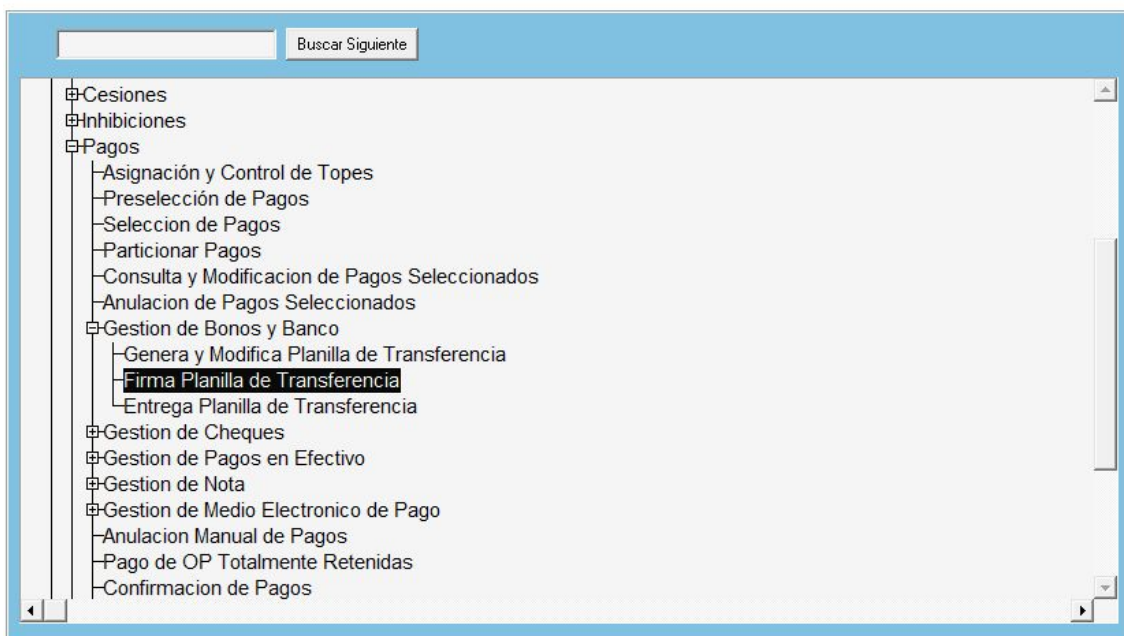 Buscar Siguiente
Cesiones
Inhibiciones
Pagos
Asignación y Control de Topes
Preselección de Pagos
Seleccion de Pagos
Particionar Pagos
Consulta y Modificacion de Pagos Seleccionados
Anulacion de Pagos Seleccionados
Gestion de Bonos y Banco
Genera y Modifica Planilla de Transferencia
Firma Planilla de Transferencia
Entrega Planilla de Transferencia
Gestion de Cheques
Gestion de Pagos en Efectivo
Gestion de Nota
Gestion de Medio Electronico de Pago
Anulacion Manual de Pagos
Pago de OP Totalmente Retenidas
Confirmacion de Pagos